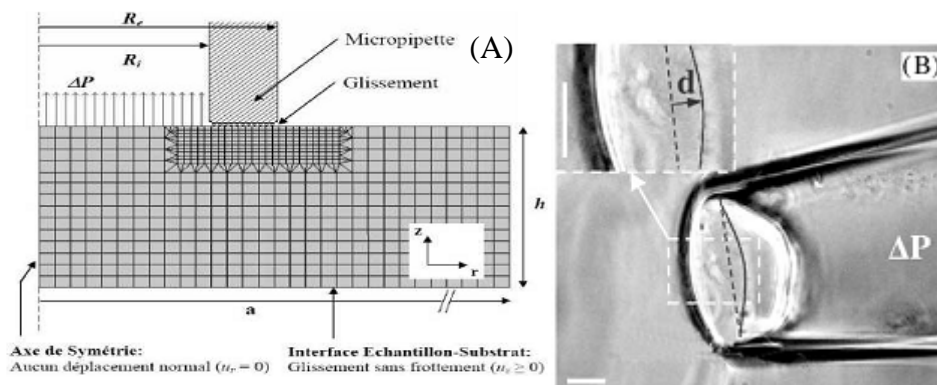 R_e
R_i
ΔP
Micropipette
Glissement
(A)
h
z
r
a
Axe de Symétrie:
Aucun déplacement normal (u_r = 0)
Interface Echantillon-Substrat:
Glissement sans frottement (u_z ≥ 0)
(B)
d
ΔP